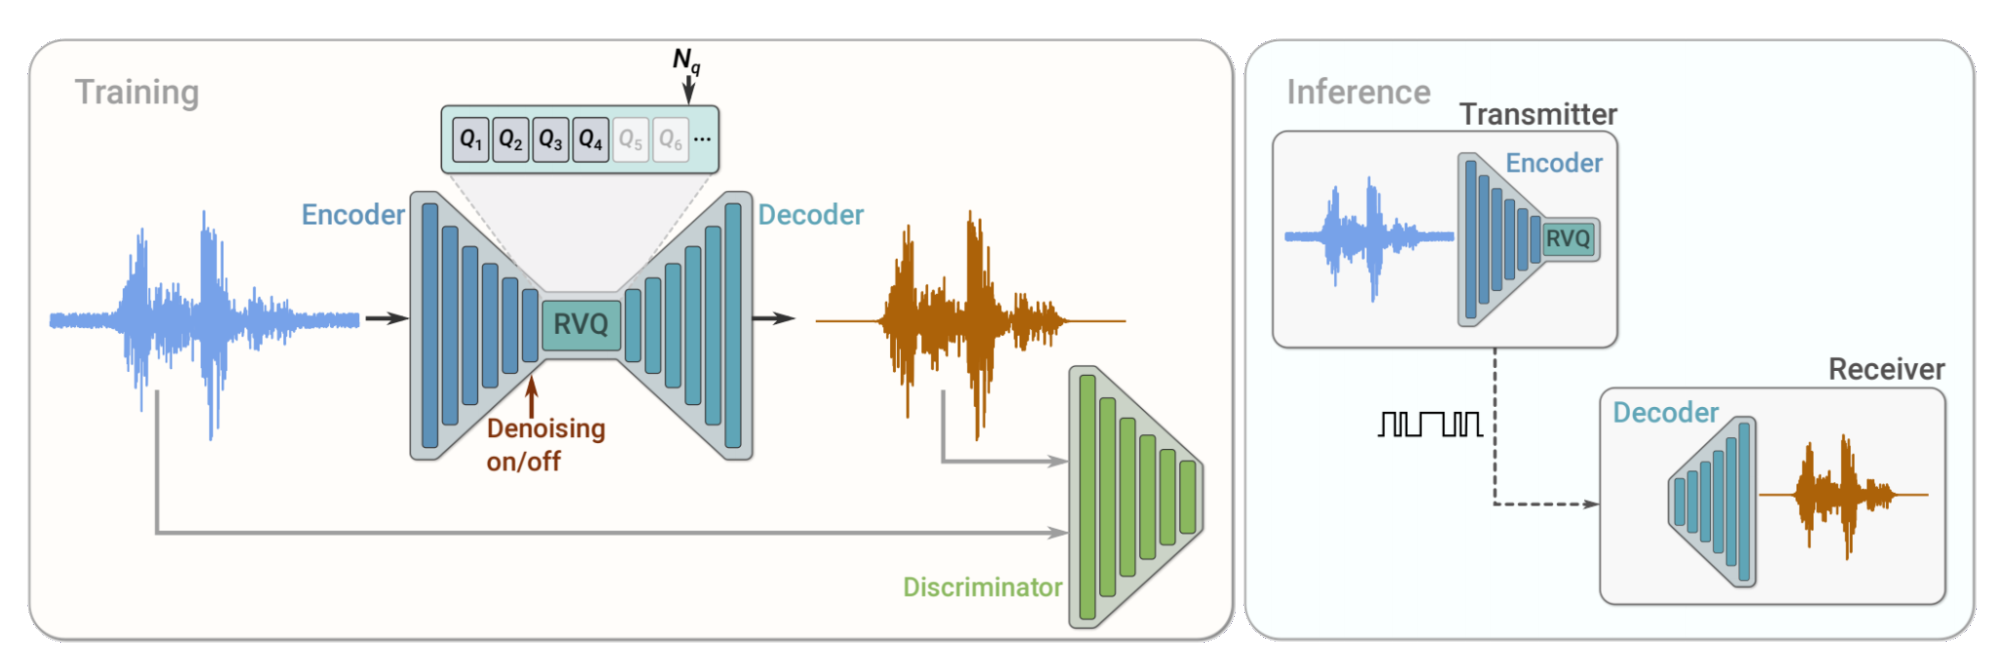 Training
N_q
Q_1 Q_2 Q_3 Q_4 Q_5 Q_6 ...
Encoder
Decoder
RVQ
Denoising
on/off
Discriminator
Inference
Transmitter
Encoder
RVQ
Receiver
Decoder